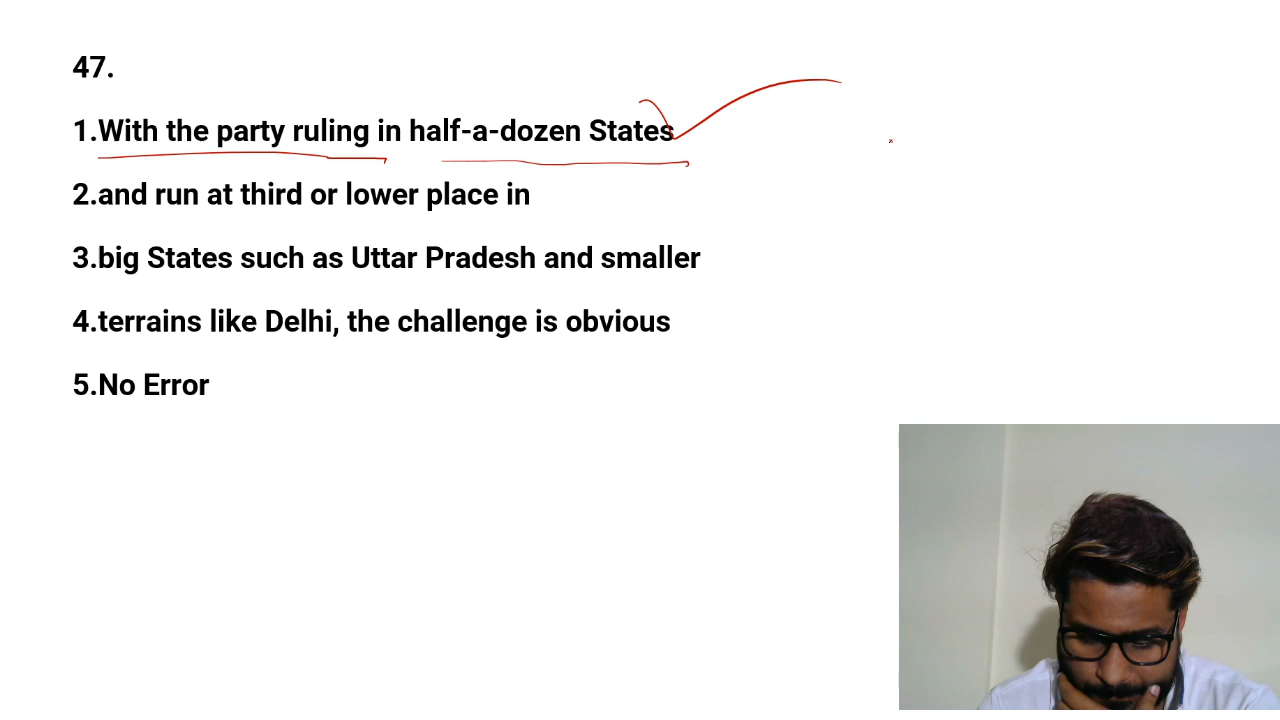 47.
1.With the party ruling in half-a-dozen States
2.and run at third or lower place in
3.big States such as Uttar Pradesh and smaller
4.terrains like Delhi, the challenge is obvious
5.No Error